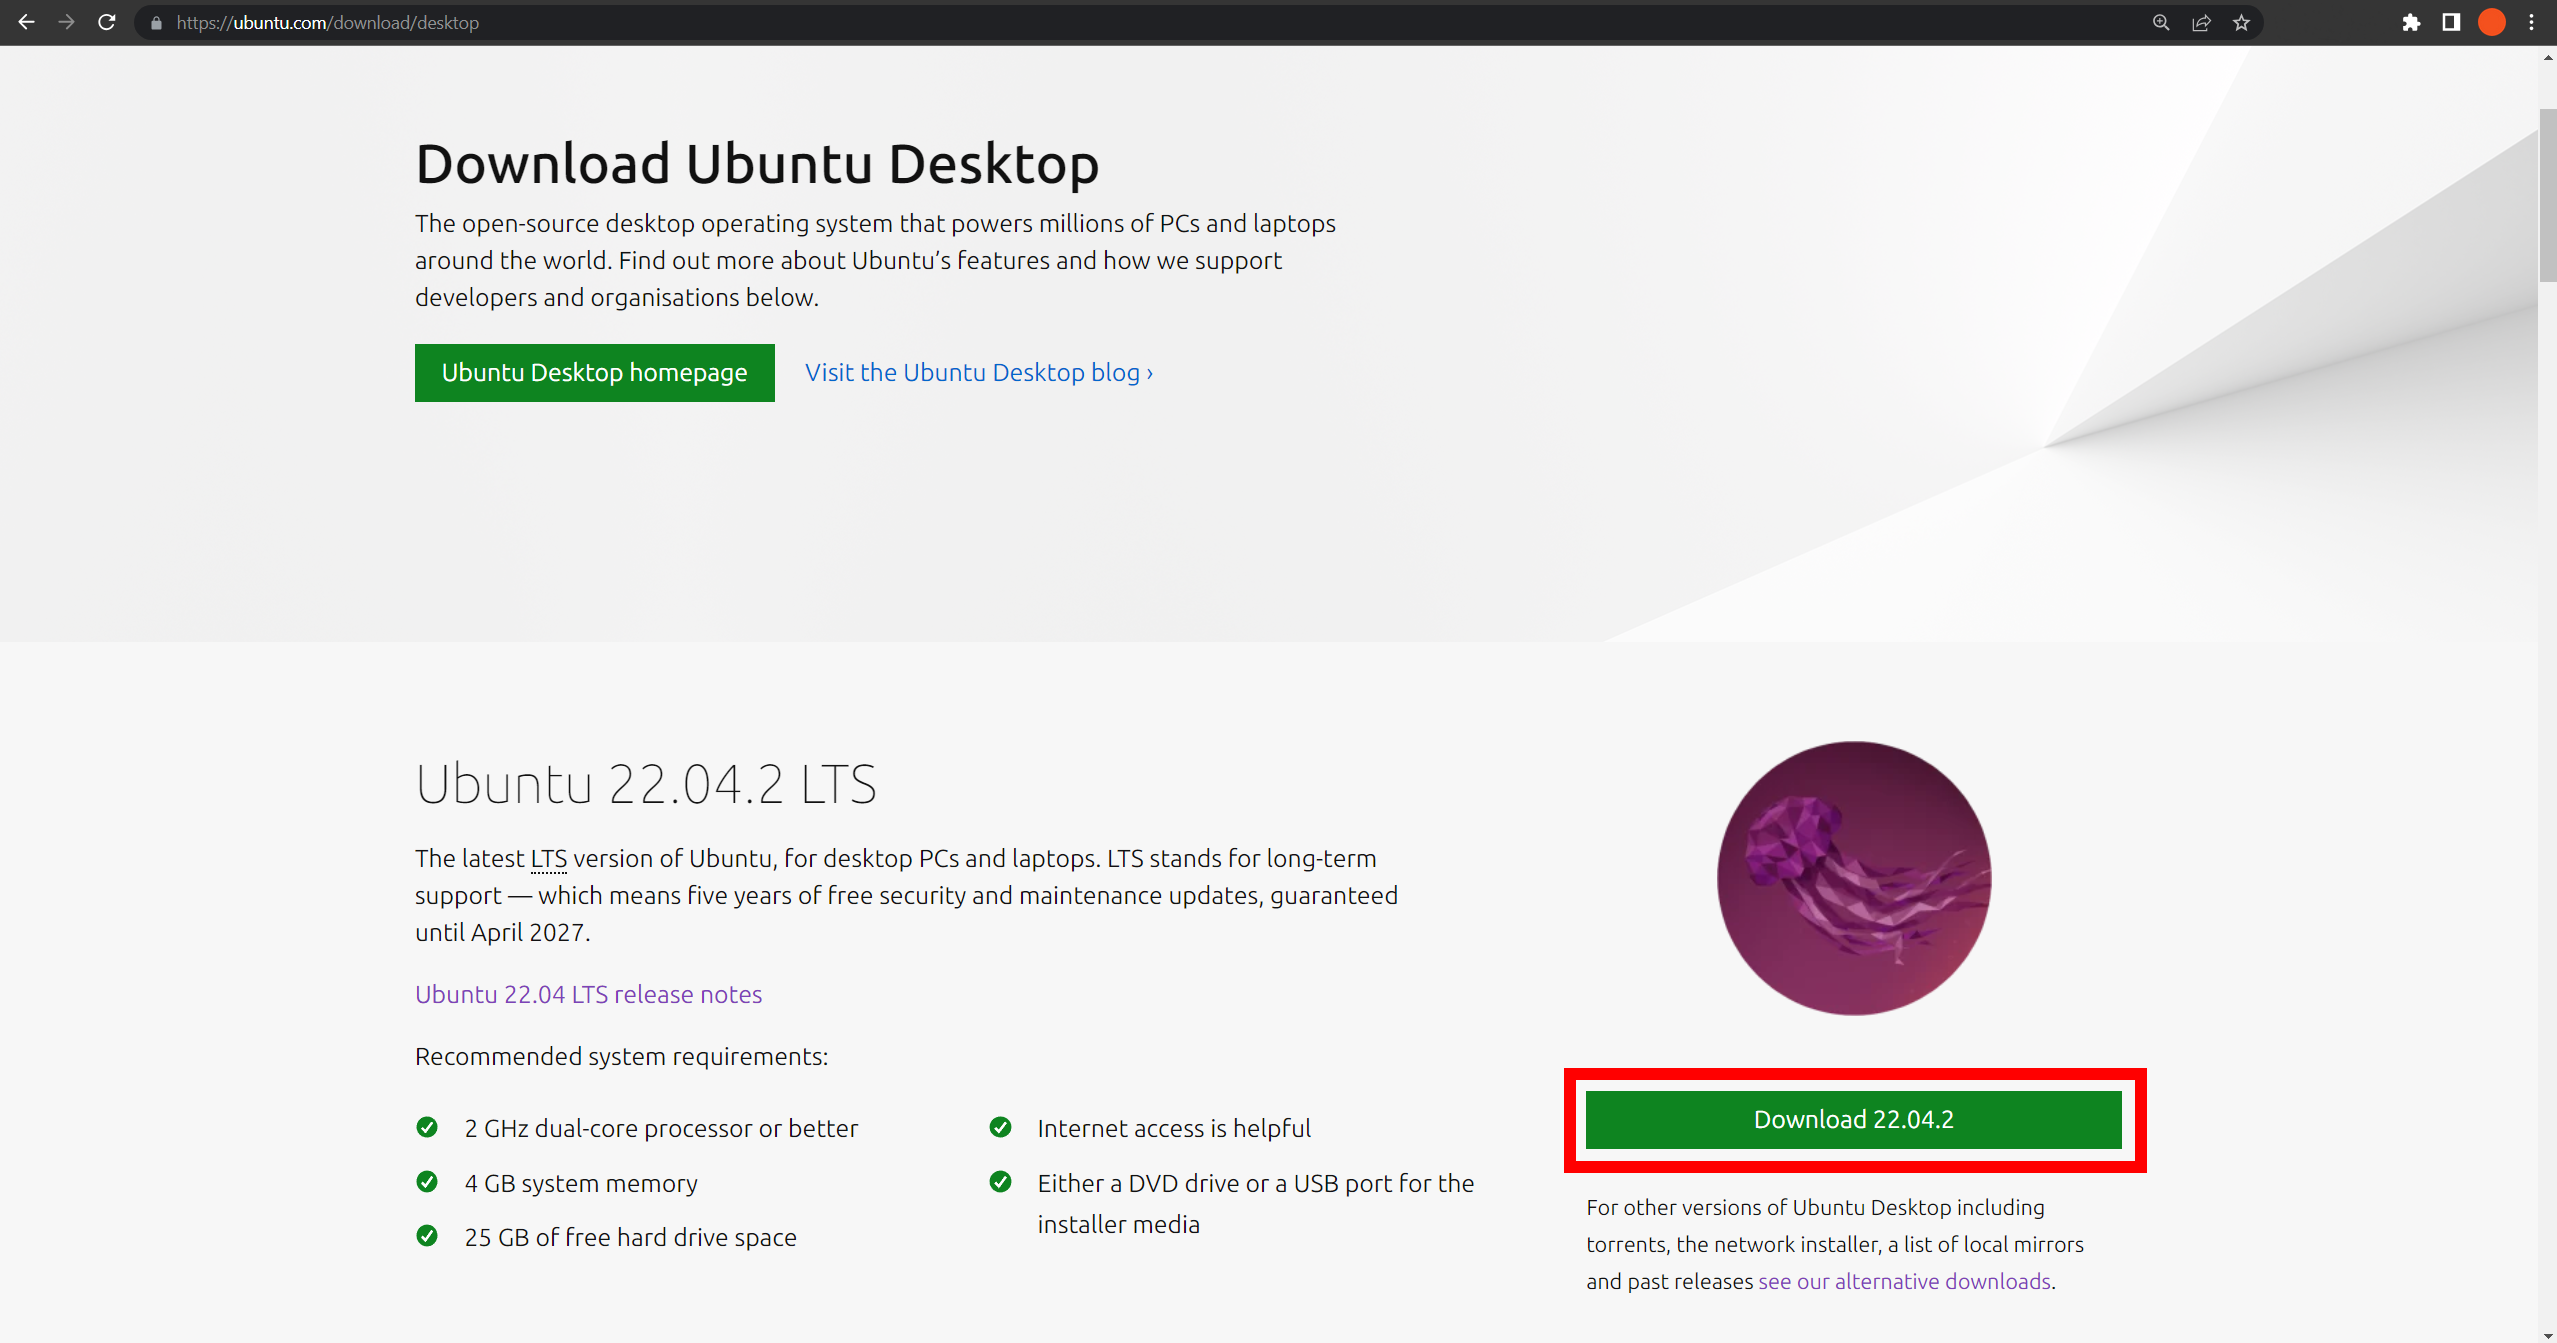 https://ubuntu.com/download/desktop
Download Ubuntu Desktop
The open-source desktop operating system that powers millions of PCs and laptops
around the world. Find out more about Ubuntu’s features and how we support
developers and organisations below.
Ubuntu Desktop homepage
Visit the Ubuntu Desktop blog ›
Ubuntu 22.04.2 LTS
The latest LTS version of Ubuntu, for desktop PCs and laptops. LTS stands for long-term
support — which means five years of free security and maintenance updates, guaranteed
until April 2027.
Ubuntu 22.04 LTS release notes
Recommended system requirements:
2 GHz dual-core processor or better
4 GB system memory
25 GB of free hard drive space
Internet access is helpful
Either a DVD drive or a USB port for the
installer media
Download 22.04.2
For other versions of Ubuntu Desktop including
torrents, the network installer, a list of local mirrors
and past releases see our alternative downloads.